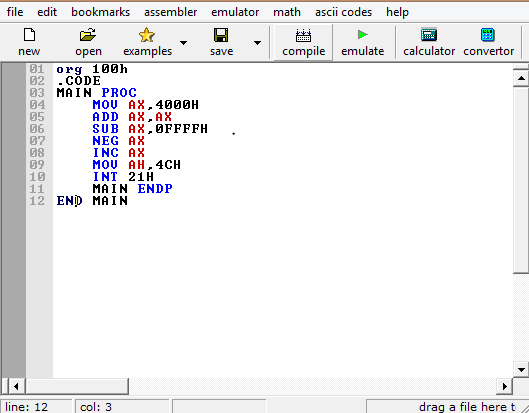 file edit bookmarks assembler emulator math ascii codes help
new open examples save compile emulate calculator convertor
01 org 100h
02 .CODE
03 MAIN PROC
04 MOV AX,4000H
05 ADD AX,AX
06 SUB AX,0FFFFH
07 NEG AX
08 INC AX
09 MOV AH,4CH
10 INT 21H
11 MAIN ENDP
12 END MAIN
line: 12 col: 3 drag a file here t